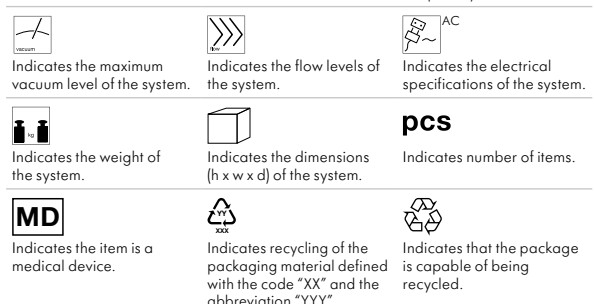 AC
vacuum
flow
Indicates the maximum
vacuum level of the system.
Indicates the flow levels of
the system.
Indicates the electrical
specifications of the system.
kg
pcs
Indicates the weight of
the system.
Indicates the dimensions
(h x w x d) of the system.
Indicates number of items.
MD
YY
XXX
Indicates the item is a
medical device.
Indicates recycling of the
packaging material defined
with the code “XX” and the
abbreviation “YYY”
Indicates that the package
is capable of being
recycled.